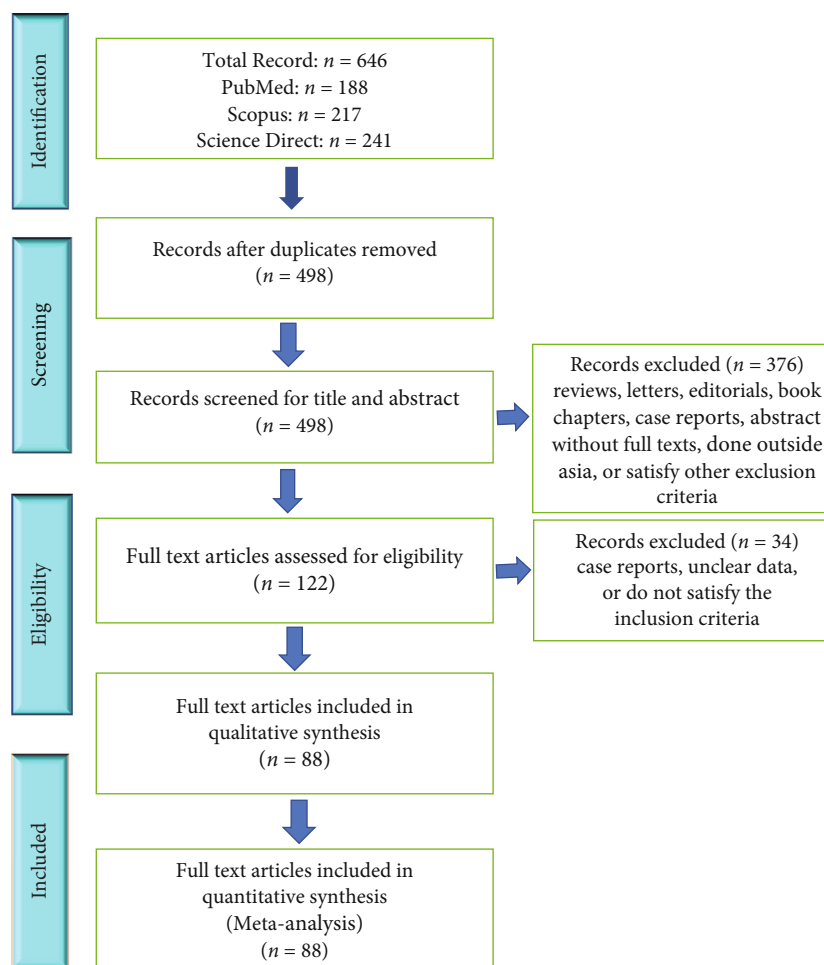 Identification
Total Record: n = 646
PubMed: n = 188
Scopus: n = 217
Science Direct: n = 241
Screening
Records after duplicates removed
(n = 498)
Records screened for title and abstract
(n = 498)
Records excluded (n = 376)
reviews, letters, editorials, book
chapters, case reports, abstract
without full texts, done outside
asia, or satisfy other exclusion
criteria
Eligibility
Full text articles assessed for eligibility
(n = 122)
Records excluded (n = 34)
case reports, unclear data,
or do not satisfy the
inclusion criteria
Full text articles included in
qualitative synthesis
(n = 88)
Included
Full text articles included in
quantitative synthesis
(Meta-analysis)
(n = 88)